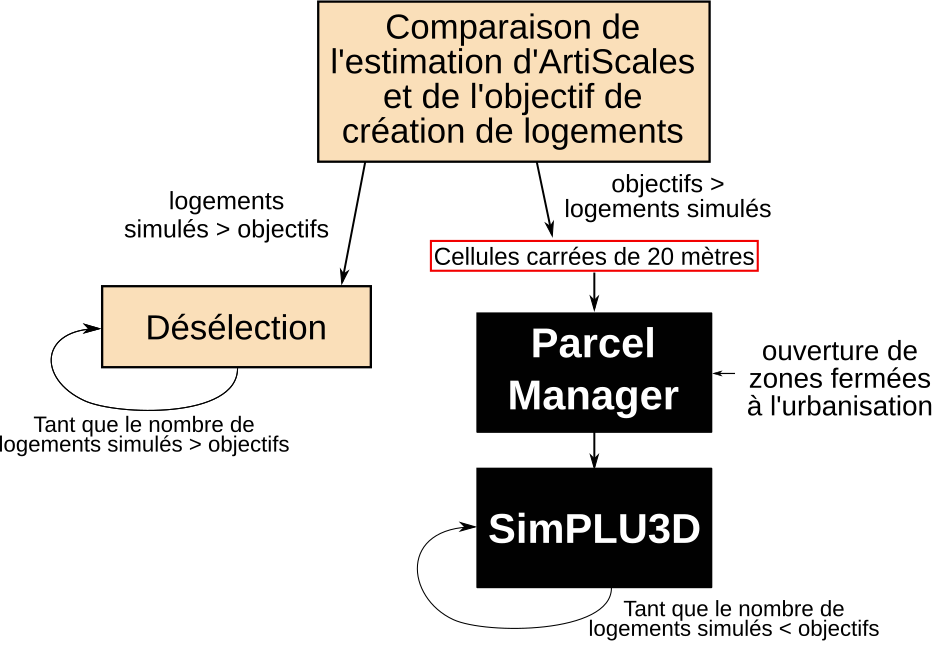 Comparaison de
l'estimation d'ArtiScales
et de l'objectif de
création de logements
logements
simulés > objectifs
objectifs >
logements simulés
Cellules carrées de 20 mètres
Désélection
Parcel
Manager
ouverture de
zones fermées
à l'urbanisation
Tant que le nombre de
logements simulés > objectifs
SimPLU3D
Tant que le nombre de
logements simulés < objectifs